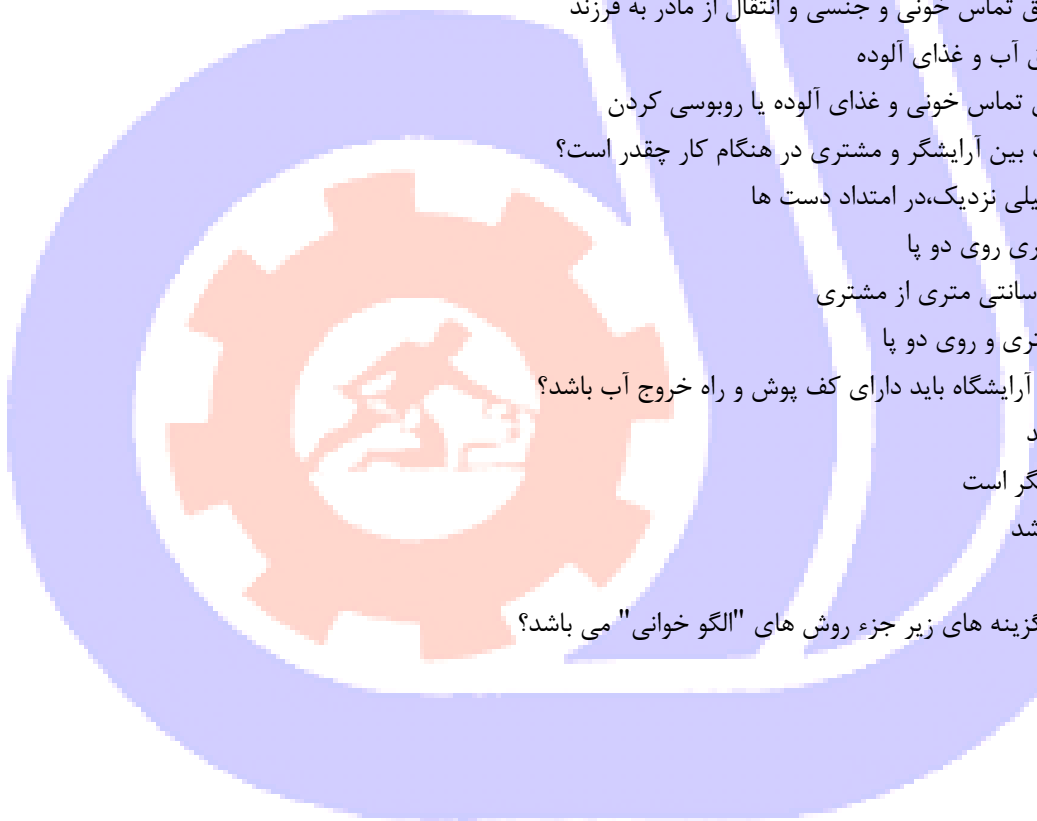 ق تماس خونی و جنسی و انتقال از مادر به فرزند
ق آب و غذای آلوده
ق تماس خونی و غذای آلوده یا روبوسی کردن
بین آرایشگر و مشتری در هنگام کار چقدر است؟
یلی نزدیک،در امتداد دست ها
ری روی دو پا
سانتی متری از مشتری
تری و روی دو پا
آرایشگاه باید دارای کف پوش و راه خروج آب باشد؟
د
گر است
شد
گزینه های زیر جزء روش های "الگو خوانی" می باشد؟